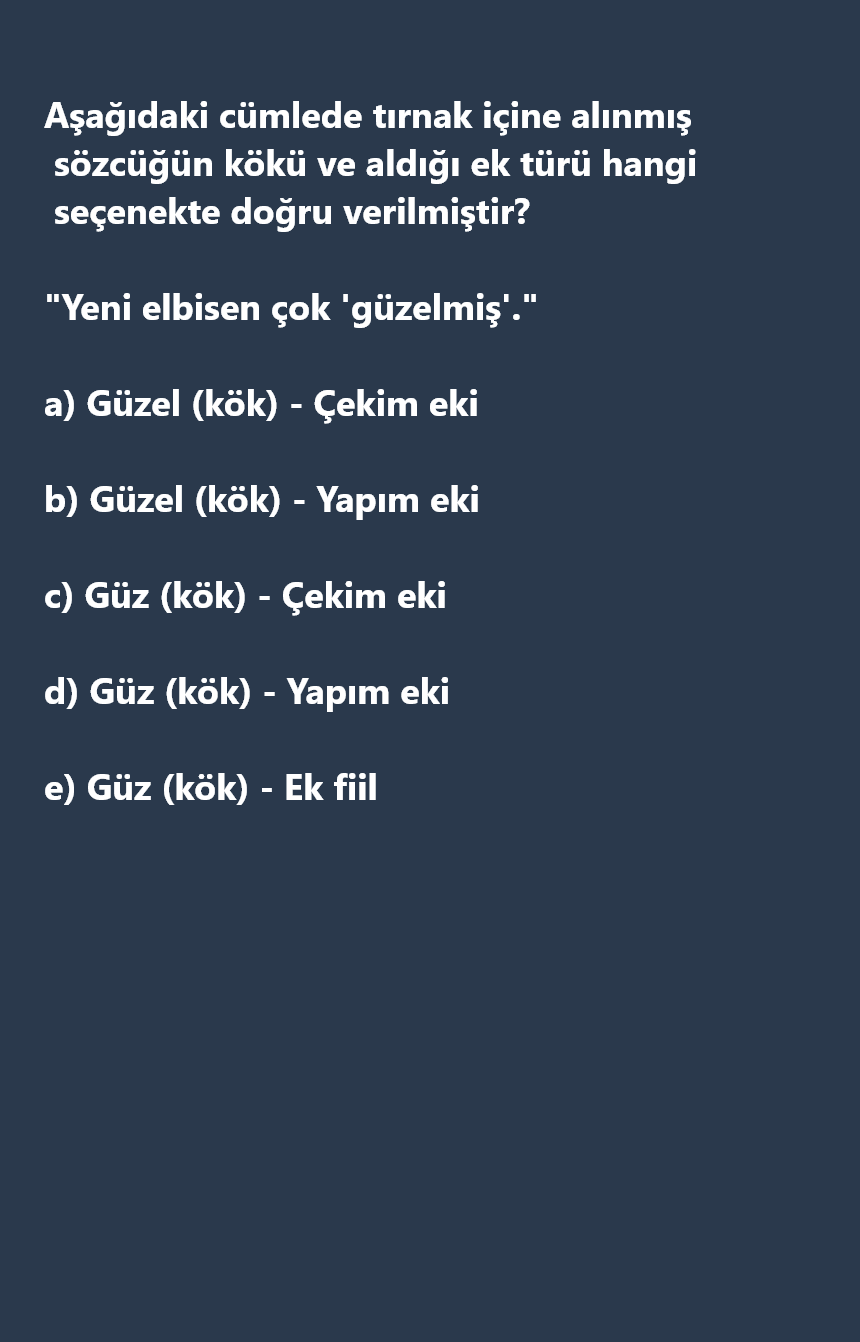 Aşağıdaki cümlede tırnak içine alınmış
sözcüğün kökü ve aldığı ek türü hangi
seçenekte doğru verilmiştir?
"Yeni elbisen çok 'güzelmiş'."
a) Güzel (kök) - Çekim eki
b) Güzel (kök) - Yapım eki
c) Güz (kök) - Çekim eki
d) Güz (kök) - Yapım eki
e) Güz (kök) - Ek fiil